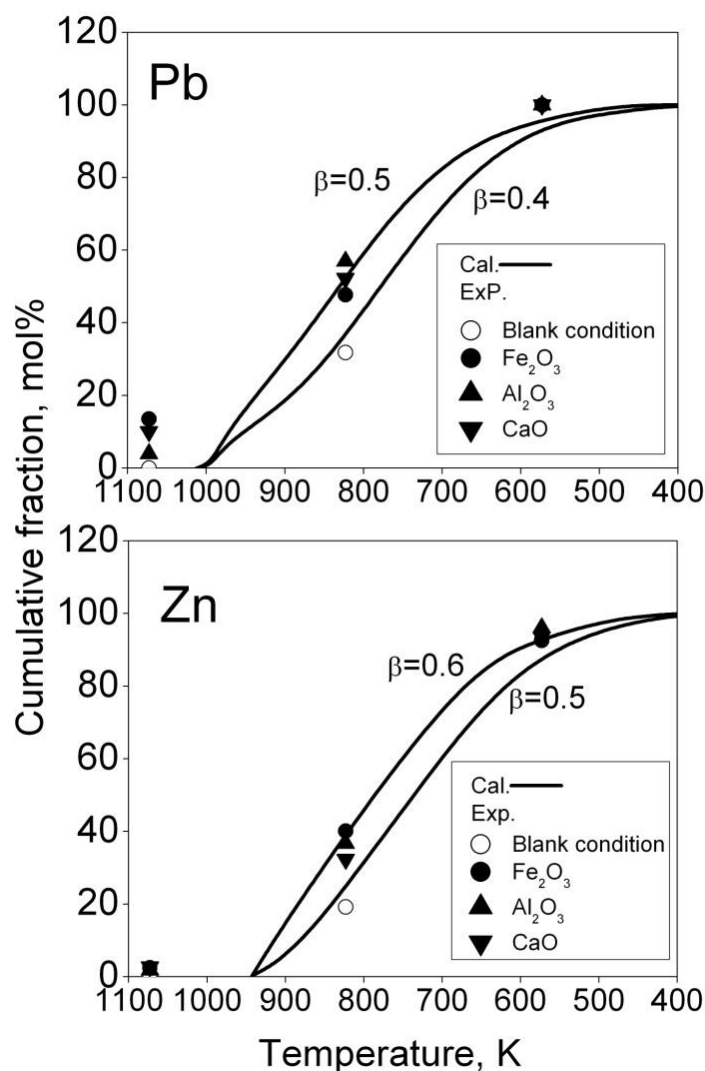 Cumulative fraction, mol%
120
100
80
60
40
20
0
Pb
β=0.5
β=0.4
Cal.
ExP.
Blank condition
Fe₂O₃
Al₂O₃
CaO
1100 1000 900 800 700 600 500 400
120
100
80
60
40
20
0
Zn
β=0.6
β=0.5
Cal.
Exp.
Blank condition
Fe₂O₃
Al₂O₃
CaO
1100 1000 900 800 700 600 500 400
Temperature, K